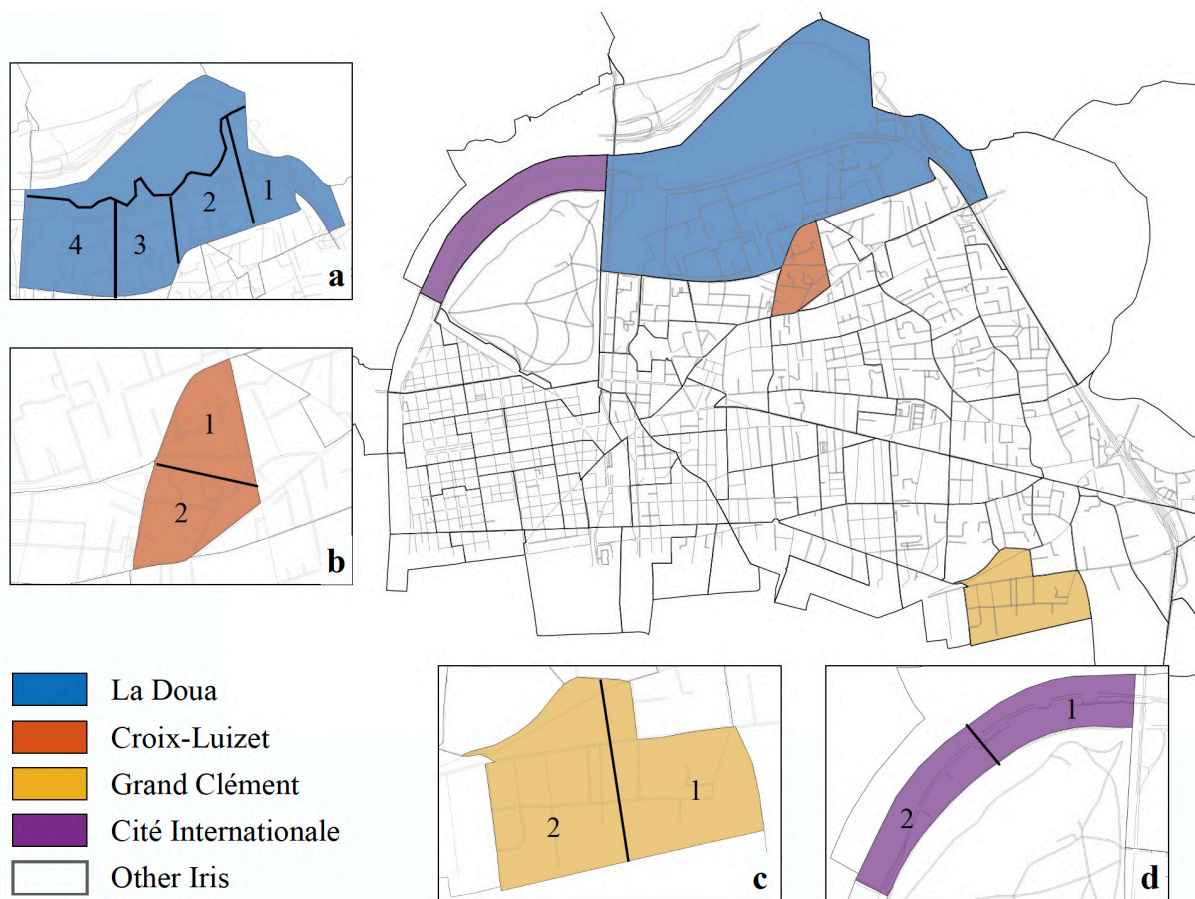 1
2
3
4
a
1
2
b
La Doua
Croix-Luizet
Grand Clément
Cité Internationale
Other Iris
1
2
c
1
2
d